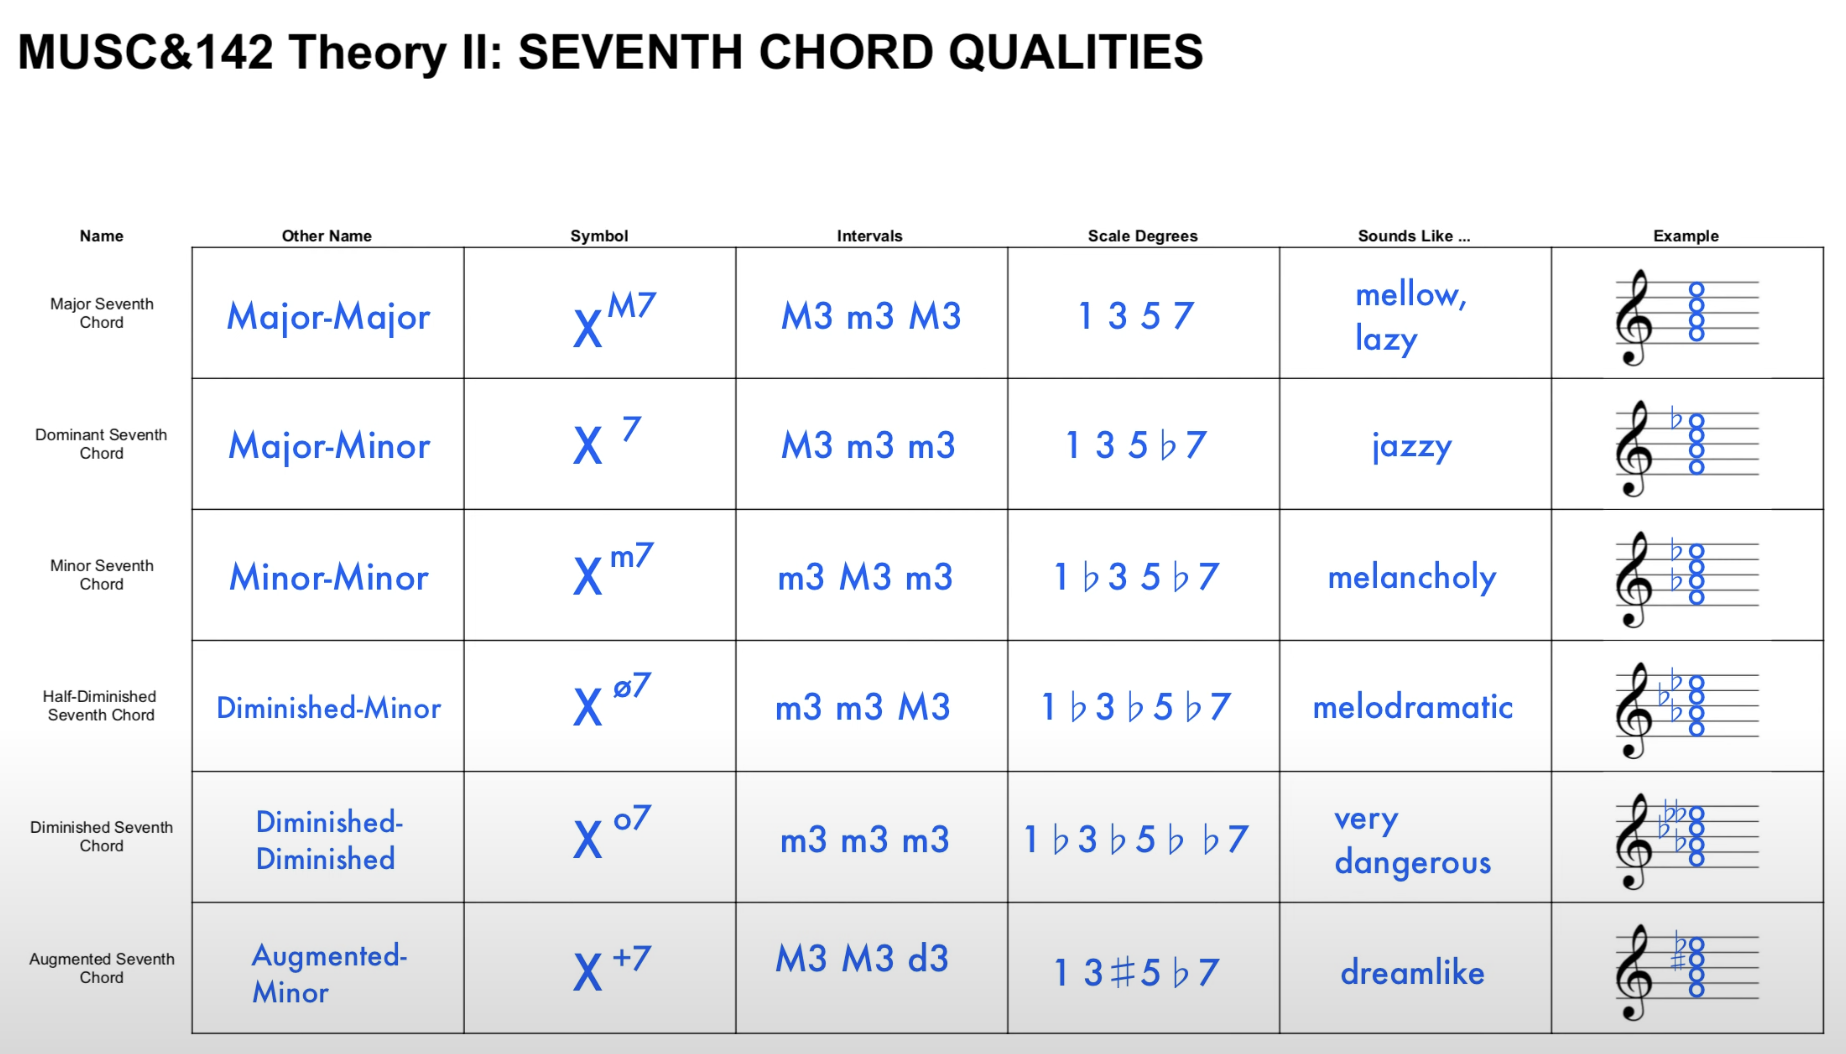 MUSC&142 Theory II: SEVENTH CHORD QUALITIES
Name Other Name Symbol Intervals Scale Degrees Sounds Like ... Example
Major Seventh
Chord
Major-Major
X M7
M3 m3 M3
1 3 5 7
mellow,
lazy
Dominant Seventh
Chord
Major-Minor
X 7
M3 m3 m3
1 3 5 ♭7
jazzy
Minor Seventh
Chord
Minor-Minor
X m7
m3 M3 m3
1 ♭3 5 ♭7
melancholy
Half-Diminished
Seventh Chord
Diminished-Minor
X ø7
m3 m3 M3
1 ♭3 ♭5 ♭7
melodramatic
Diminished Seventh
Chord
Diminished-
Diminished
X o7
m3 m3 m3
1 ♭3 ♭5 ♭ ♭7
very
dangerous
Augmented Seventh
Chord
Augmented-
Minor
X +7
M3 M3 d3
1 3 ♯5 ♭7
dreamlike